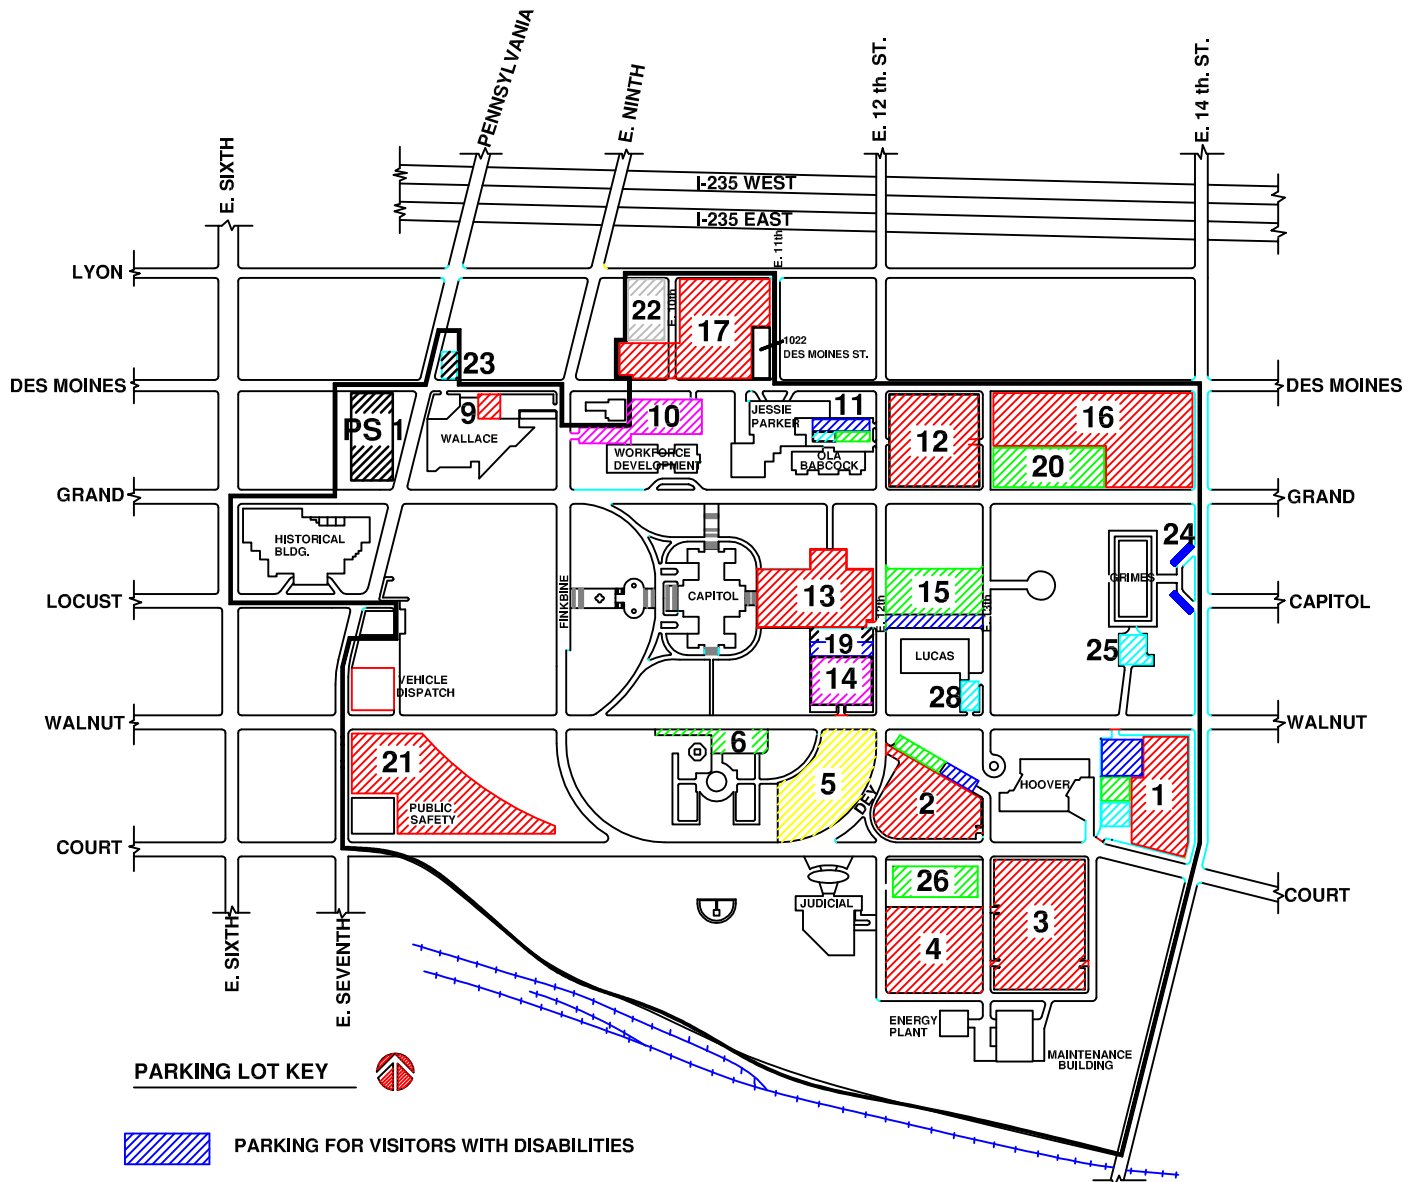 PENNSYLVANIA
E. NINTH
E. 12 th. ST.
E. 14 th. ST.
E. SIXTH
I-235 WEST
I-235 EAST
E. 11th
LYON
22
E. 10th
17
1022
DES MOINES ST.
23
DES MOINES
DES MOINES
PS 1
9
WALLACE
10
WORKFORCE
DEVELOPMENT
JESSIE
PARKER
11
OLA
BABCOCK
12
16
20
GRAND
GRAND
HISTORICAL
BLDG.
24
GRIMES
LOCUST
FINKBINE
CAPITOL
13
15
E. 12th
E. 13th
CAPITOL
19
LUCAS
25
14
28
VEHICLE
DISPATCH
WALNUT
WALNUT
21
6
5
DEY
2
HOOVER
1
PUBLIC
SAFETY
COURT
COURT
26
JUDICIAL
4
3
E. SIXTH
E. SEVENTH
ENERGY
PLANT
MAINTENANCE
BUILDING
PARKING LOT KEY
PARKING FOR VISITORS WITH DISABILITIES